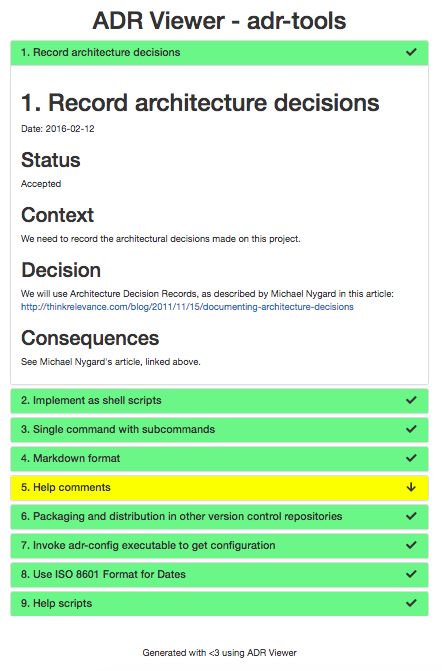 ADR Viewer - adr-tools
1. Record architecture decisions
1. Record architecture decisions
Date: 2016-02-12
Status
Accepted
Context
We need to record the architectural decisions made on this project.
Decision
We will use Architecture Decision Records, as described by Michael Nygard in this article:
http://thinkrelevance.com/blog/2011/11/15/documenting-architecture-decisions
Consequences
See Michael Nygard's article, linked above.
2. Implement as shell scripts
3. Single command with subcommands
4. Markdown format
5. Help comments
6. Packaging and distribution in other version control repositories
7. Invoke adr-config executable to get configuration
8. Use ISO 8601 Format for Dates
9. Help scripts
Generated with <3 using ADR Viewer